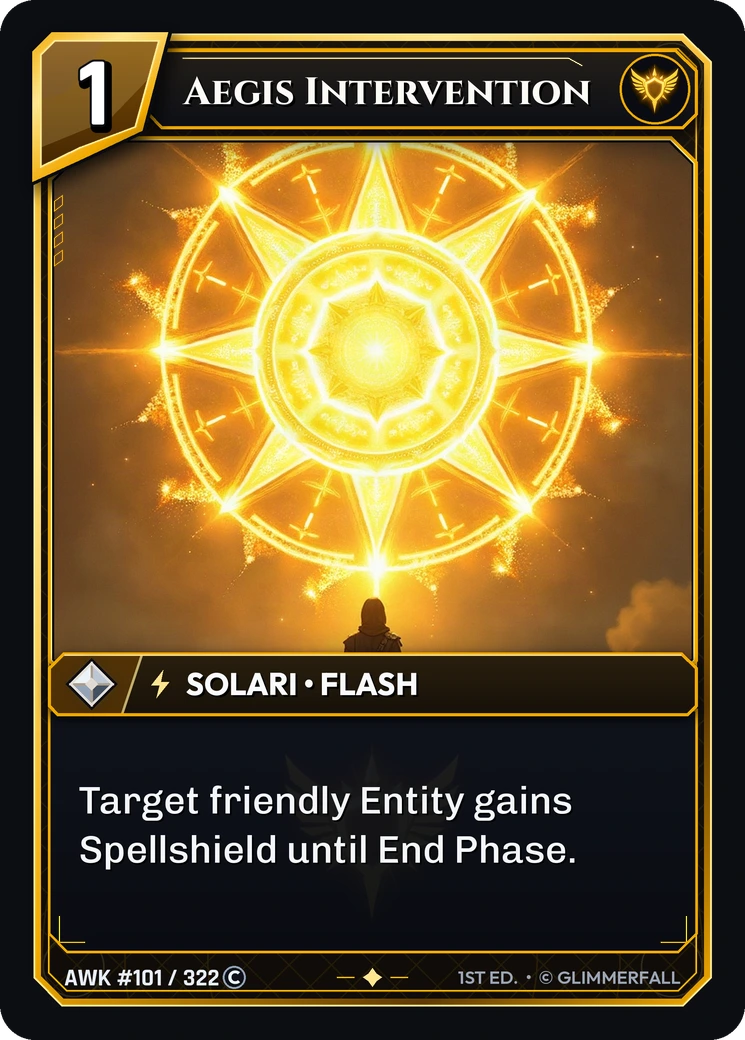 1
AEGIS INTERVENTION
SOLARI • FLASH
Target friendly Entity gains
Spellshield until End Phase.
AWK #101 / 322 Ⓒ
1ST ED. • © GLIMMERFALL